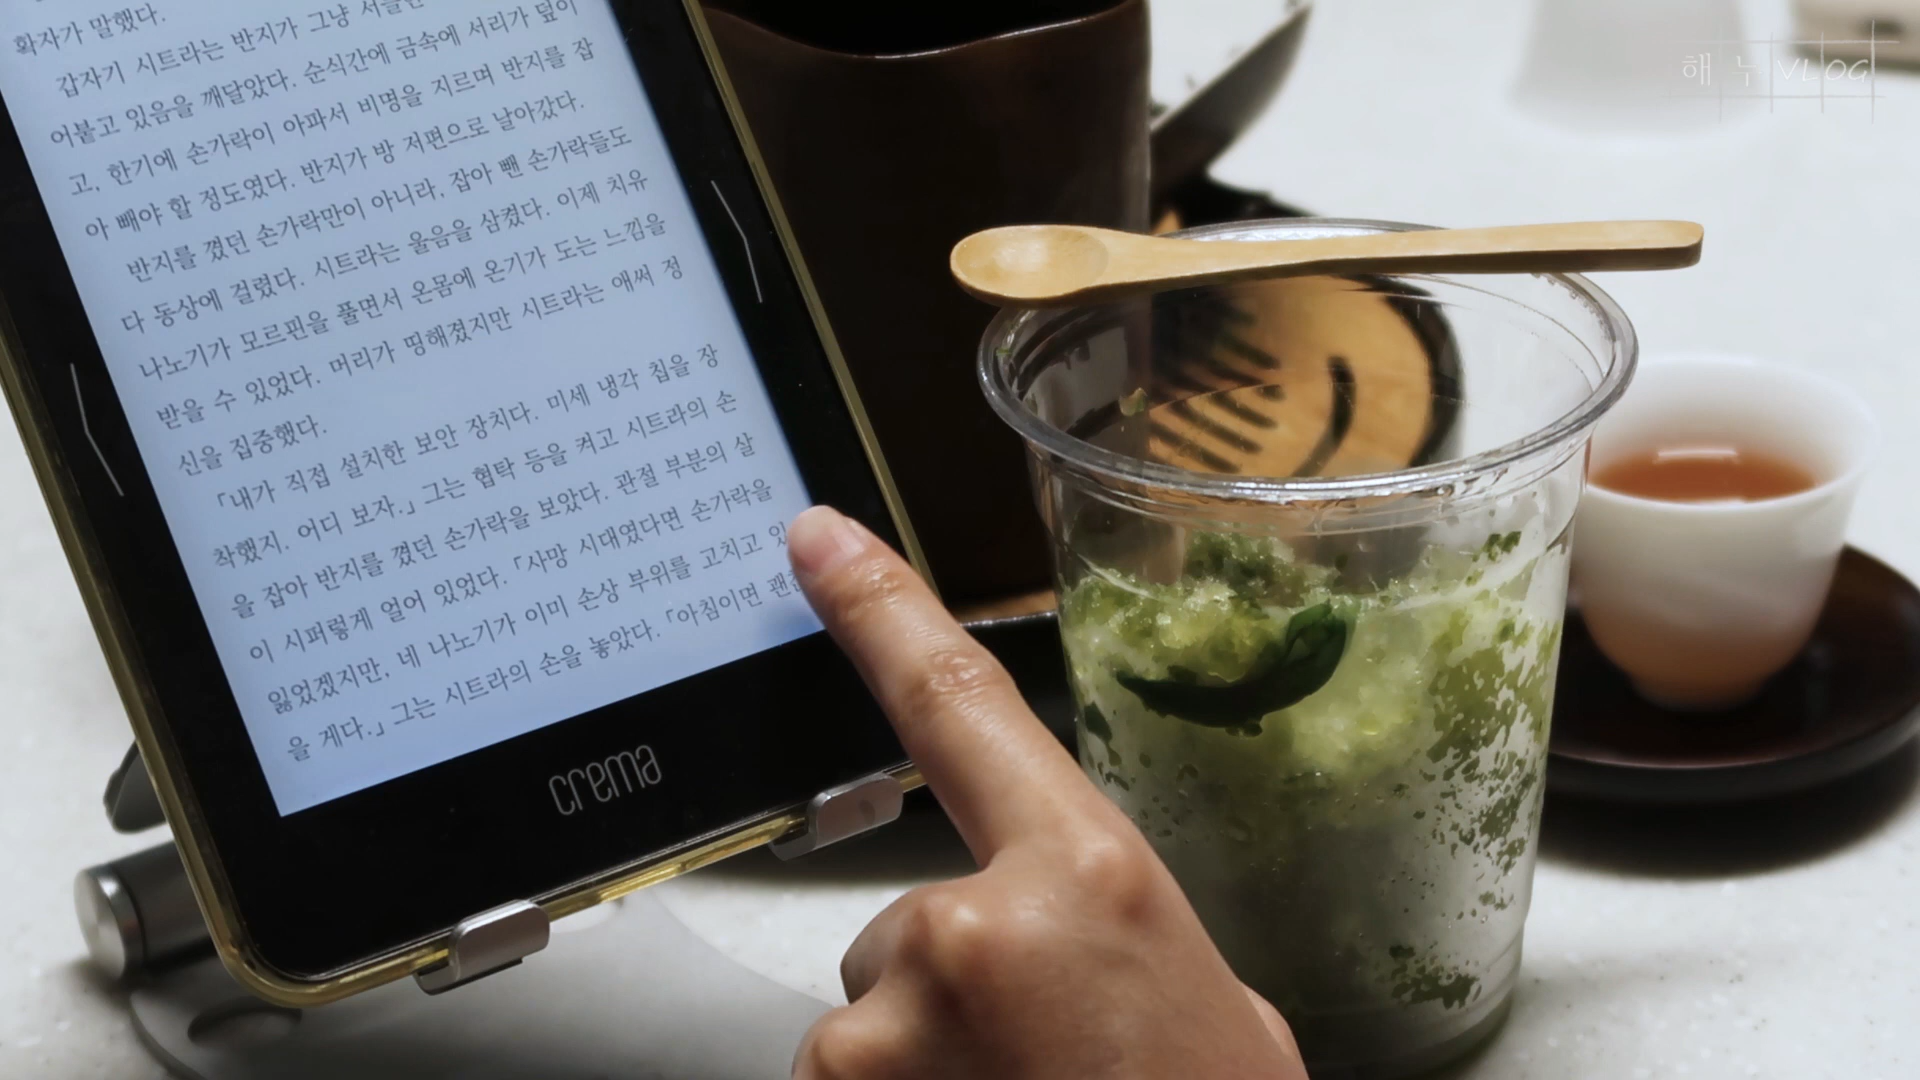 확자가 말했다.
갑자기 시트라는 반지가 그냥
어붙고 있음을 깨달았다. 순식간에 금속에 서리가 덮이
고, 한기에 손가락이 아파서 비명을 지르며 반지를 잡
아 빼야 할 정도였다. 반지가 방 저편으로 날아갔다.
반지를 꼈던 손가락만이 아니라, 잡아 뺀 손가락들도
다 동상에 걸렸다. 시트라는 울음을 삼켰다. 이제 치유
나노기가 모르핀을 풀면서 온몸에 온기가 도는 느낌을
받을 수 있었다. 머리가 띵해졌지만 시트라는 애써 정
신을 집중했다.
「내가 직접 설치한 보안 장치다. 미세 냉각 칩을 장
착했지. 어디 보자.」 그는 협탁 등을 켜고 시트라의 손
을 잡아 반지를 꼈던 손가락을 보았다. 관절 부분의 살
이 시퍼렇게 얼어 있었다. 「사망 시대였다면 손가락을
잃었겠지만, 네 나노기가 이미 손상 부위를 고치고 있
을 게다.」 그는 시트라의 손을 놓았다. 「아침이면
crema
해 누 VLOG